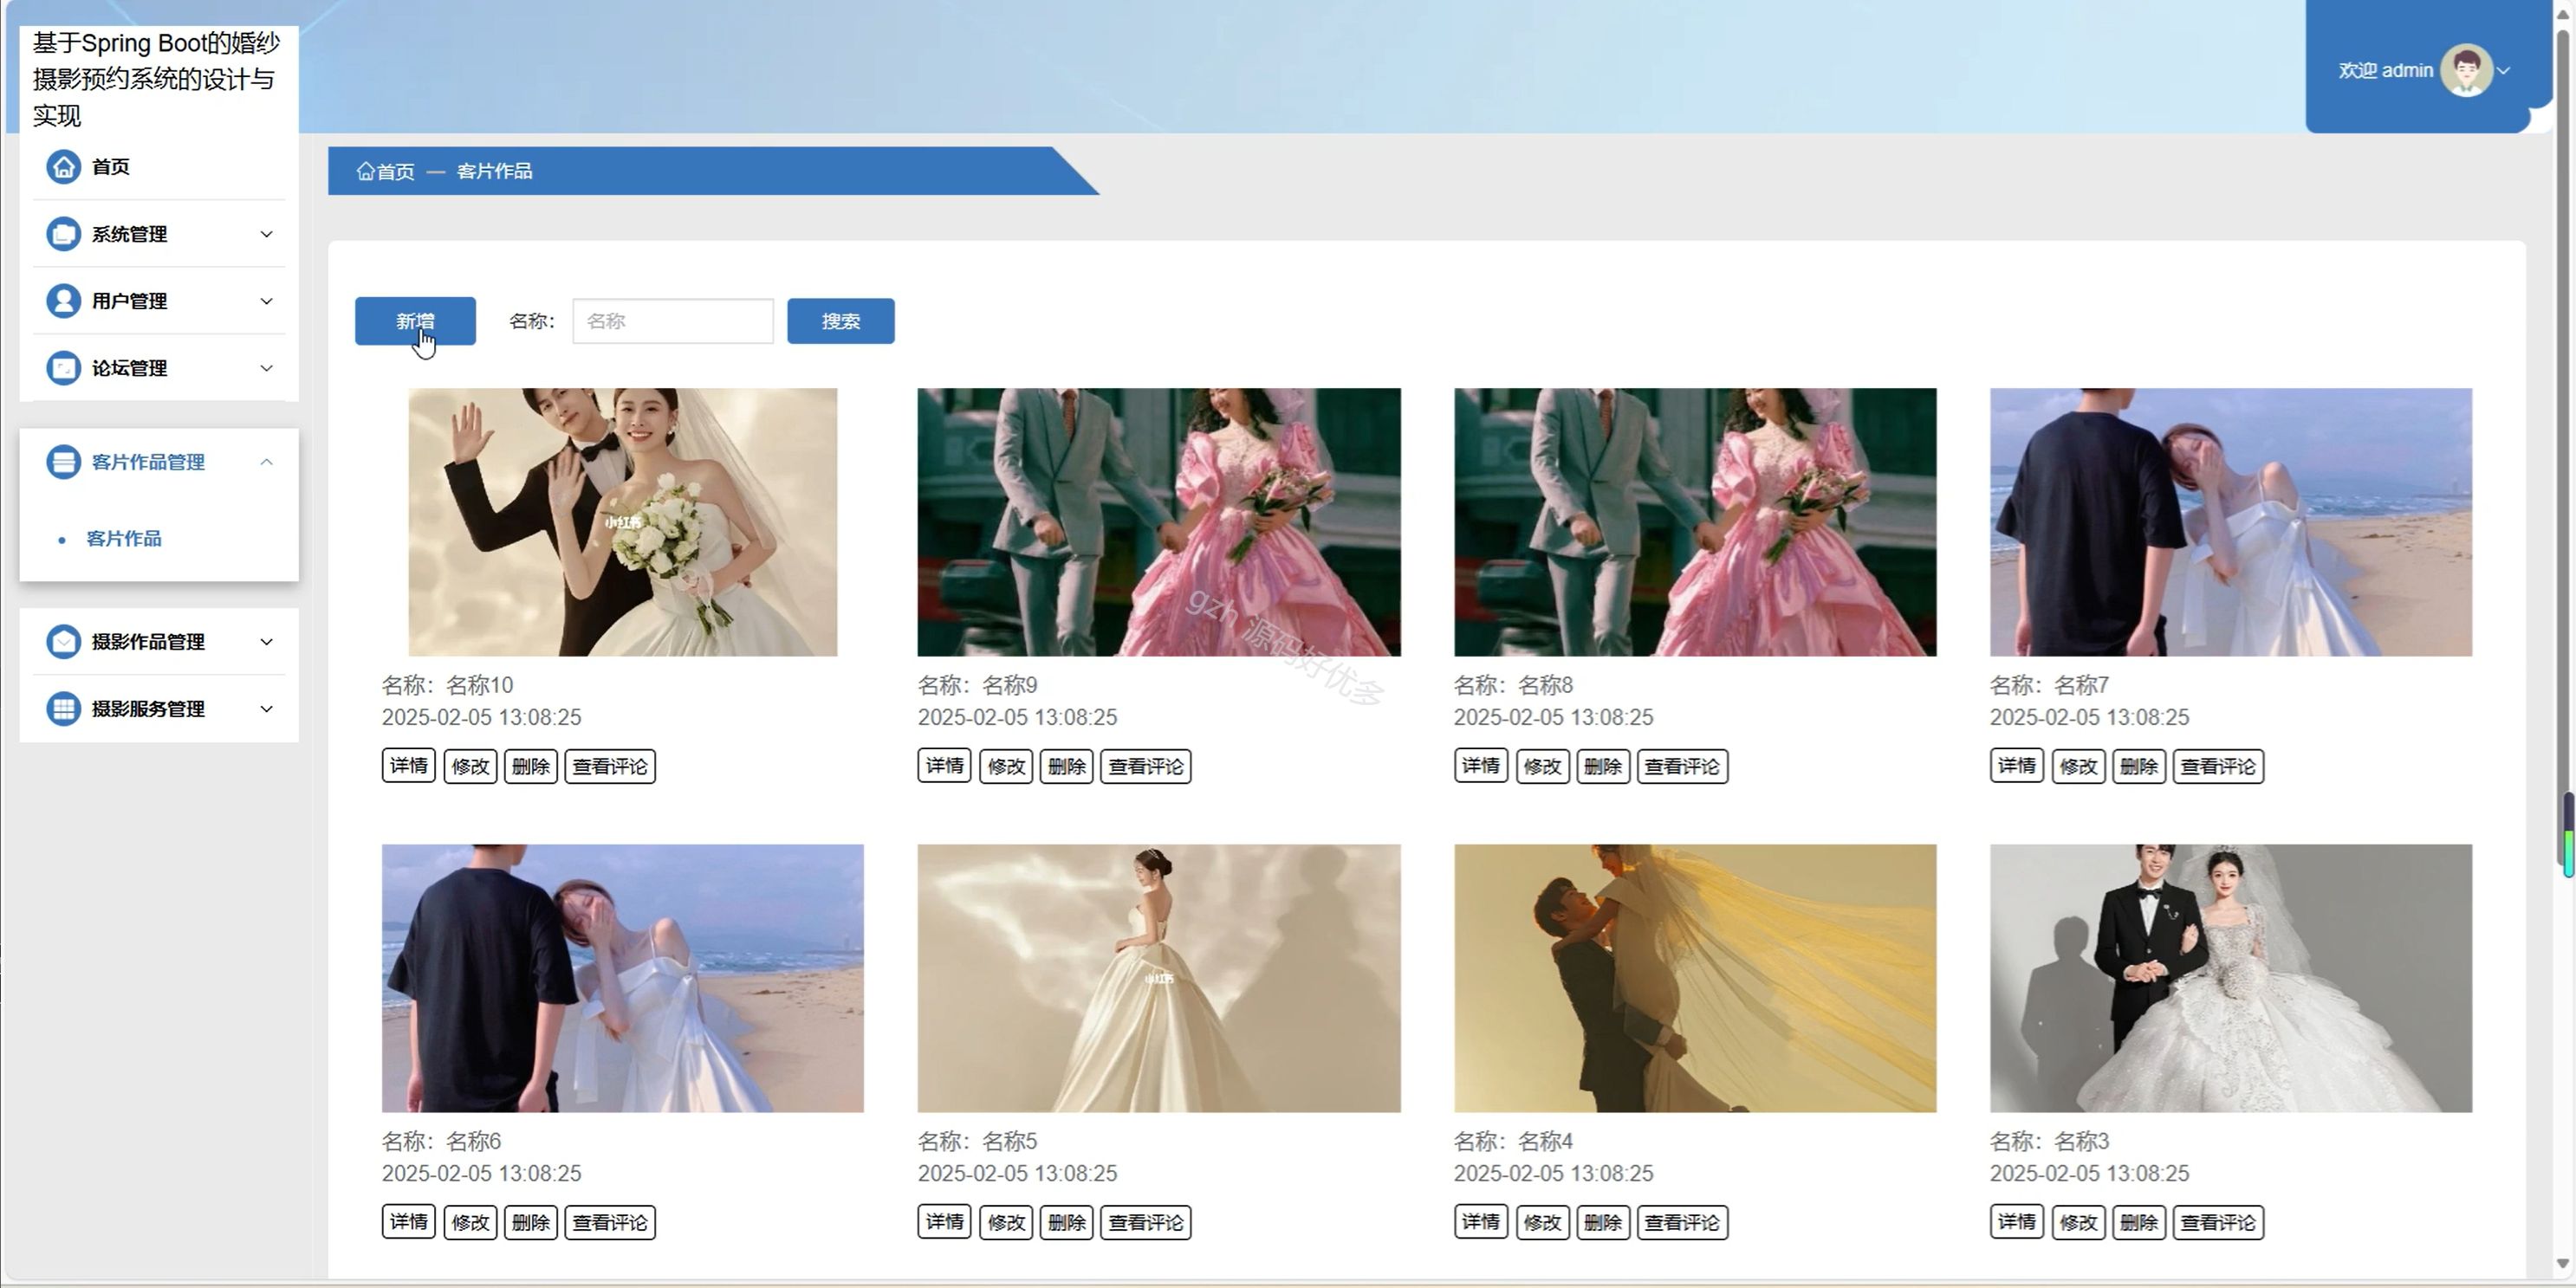 基于Spring Boot的婚纱
摄影预约系统的设计与
实现
欢迎 admin
首页
系统管理
用户管理
论坛管理
客片作品管理
客片作品
摄影作品管理
摄影服务管理
首页 — 客片作品
新增 名称： 名称 搜索
小红书
gzh 源码好优多
名称：名称10
2025-02-05 13:08:25
详情 修改 删除 查看评论
名称：名称9
2025-02-05 13:08:25
详情 修改 删除 查看评论
名称：名称8
2025-02-05 13:08:25
详情 修改 删除 查看评论
名称：名称7
2025-02-05 13:08:25
详情 修改 删除 查看评论
小红书
名称：名称6
2025-02-05 13:08:25
详情 修改 删除 查看评论
名称：名称5
2025-02-05 13:08:25
详情 修改 删除 查看评论
名称：名称4
2025-02-05 13:08:25
详情 修改 删除 查看评论
名称：名称3
2025-02-05 13:08:25
详情 修改 删除 查看评论